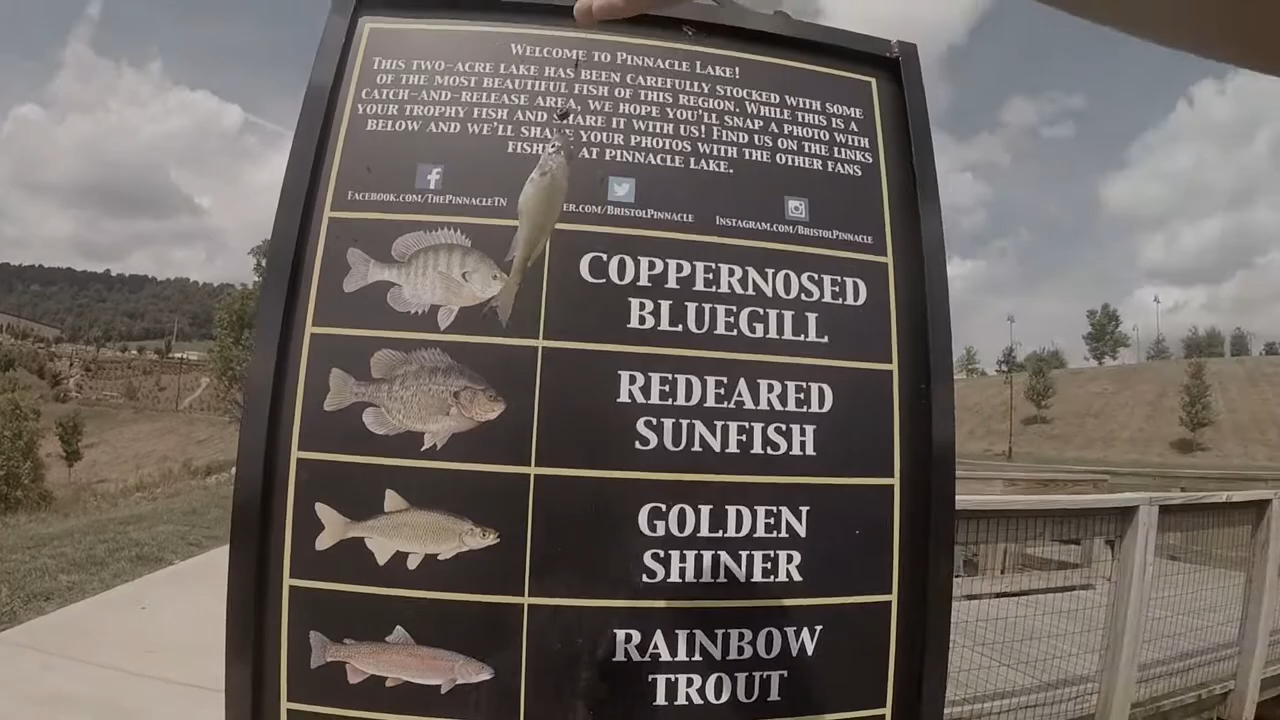 WELCOME TO PINNACLE LAKE!
THIS TWO-ACRE LAKE HAS BEEN CAREFULLY STOCKED WITH SOME
OF THE MOST BEAUTIFUL FISH OF THIS REGION. WHILE THIS IS A
CATCH-AND-RELEASE AREA, WE HOPE YOU'LL SNAP A PHOTO WITH
YOUR TROPHY FISH AND SHARE IT WITH US! FIND US ON THE LINKS
BELOW AND WE'LL SHARE YOUR PHOTOS WITH THE OTHER FANS
AT PINNACLE LAKE.
FACEBOOK.COM/THEPINNACLETN
ER.COM/BRISTOLPINNACLE
INSTAGRAM.COM/BRISTOLPINNACLE
COPPERNOSED
BLUEGILL
REDEARED
SUNFISH
GOLDEN
SHINER
RAINBOW
TROUT